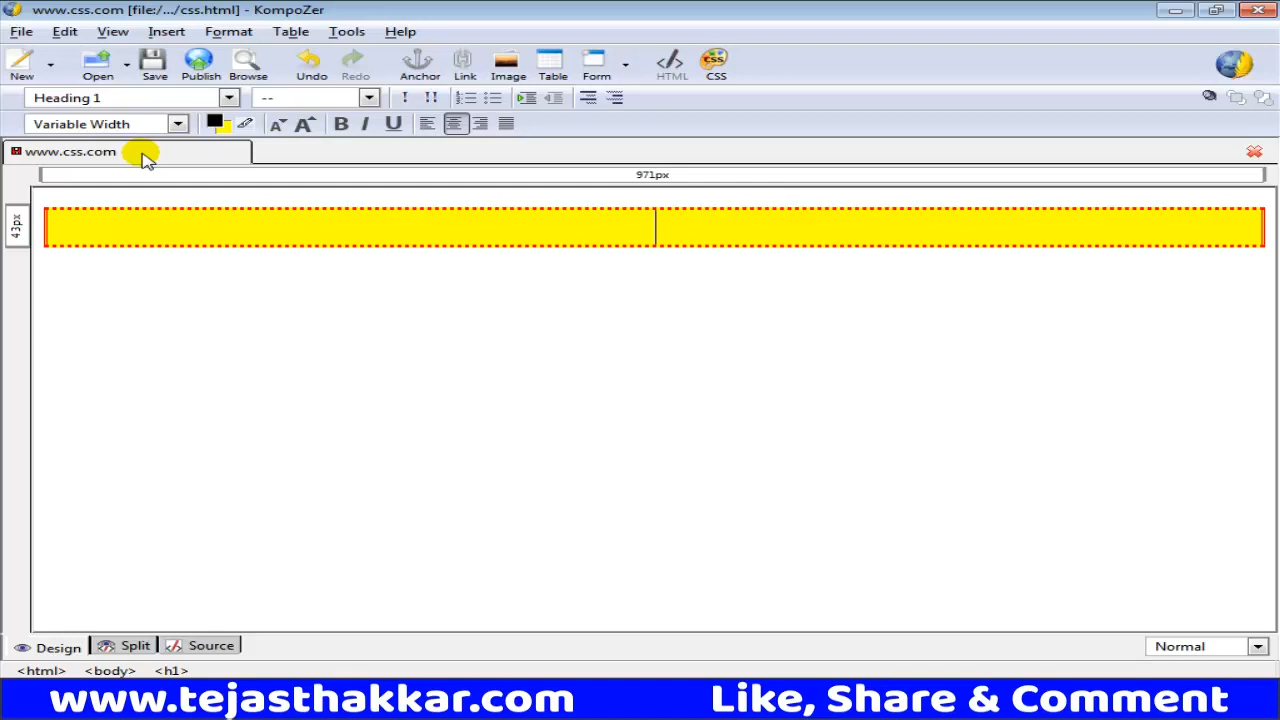 www.css.com [file:/.../css.html] - KompoZer
File Edit View Insert Format Table Tools Help
New Open Save Publish Browse Undo Redo Anchor Link Image Table Form HTML CSS
Heading 1 --
Variable Width B I U
www.css.com
971px
43px
Design Split Source Normal
<html> <body> <h1>
www.tejasthakkar.com Like, Share & Comment